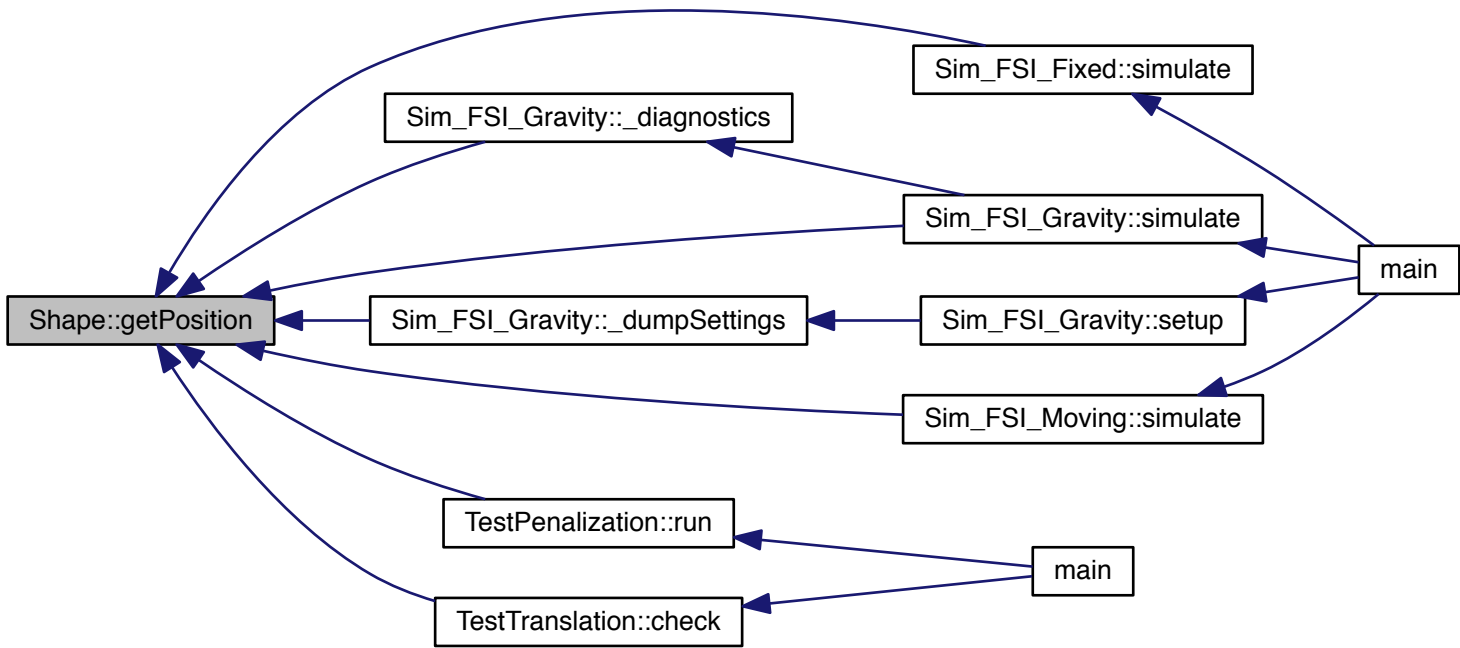 Sim_FSI_Fixed::simulate
Sim_FSI_Gravity::_diagnostics
Sim_FSI_Gravity::simulate
main
Shape::getPosition
Sim_FSI_Gravity::_dumpSettings
Sim_FSI_Gravity::setup
Sim_FSI_Moving::simulate
TestPenalization::run
main
TestTranslation::check